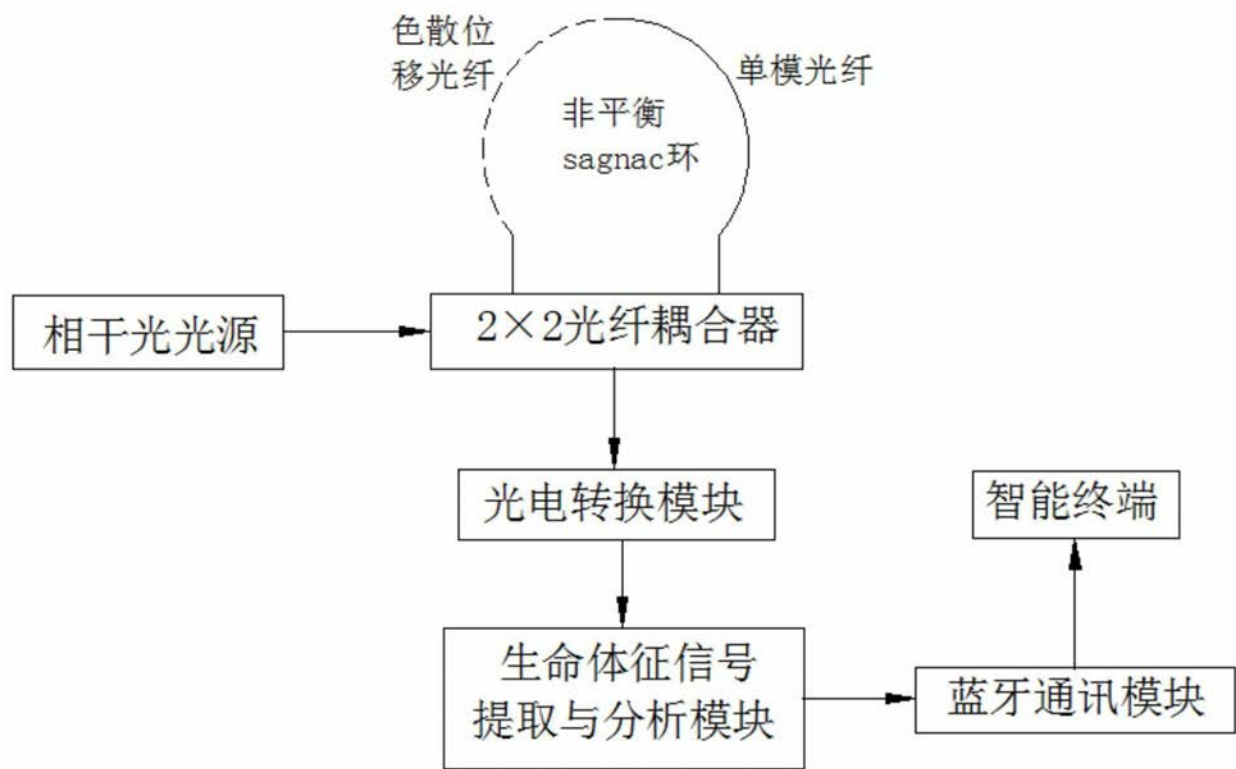 色散位
移光纤
单模光纤
非平衡
sagnac环
相干光光源
2×2光纤耦合器
光电转换模块
智能终端
生命体征信号
提取与分析模块
蓝牙通讯模块